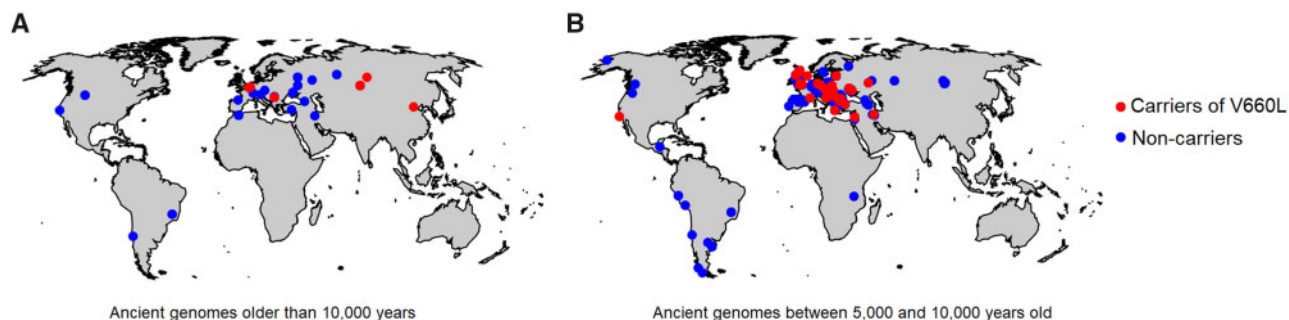 A
B
Carriers of V660L
Non-carriers
Ancient genomes older than 10,000 years
Ancient genomes between 5,000 and 10,000 years old